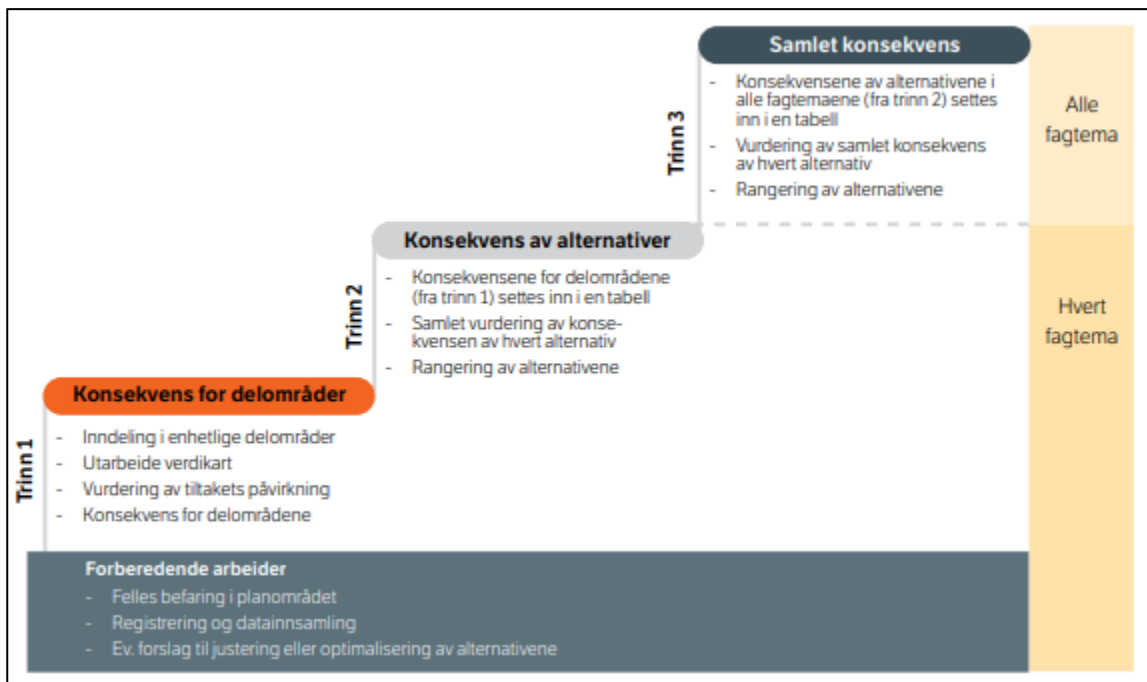 Samlet konsekvens
- Konsekvensene av alternativene i
alle fagtemaene (fra trinn 2) settes
inn i en tabell
- Vurdering av samlet konsekvens
av hvert alternativ
- Rangering av alternativene
Trinn 3
Alle
fagtema
Konsekvens av alternativer
- Konsekvensene for delområdene
(fra trinn 1) settes inn i en tabell
- Samlet vurdering av konse-
kvensen av hvert alternativ
- Rangering av alternativene
Trinn 2
Hvert
fagtema
Konsekvens for delområder
- Inndeling i enhetlige delområder
- Utarbeide verdikart
- Vurdering av tiltakets påvirkning
- Konsekvens for delområdene
Trinn 1
Forberedende arbeider
- Felles befaring i planområdet
- Registrering og datainnsamling
- Ev. forslag til justering eller optimalisering av alternativene